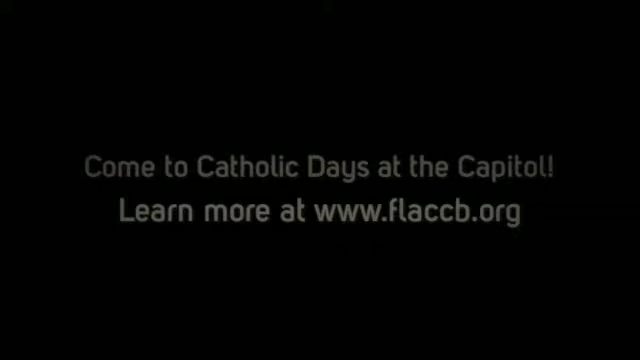 Come to Catholic Days at the Capitol!
Learn more at www.flaccb.org